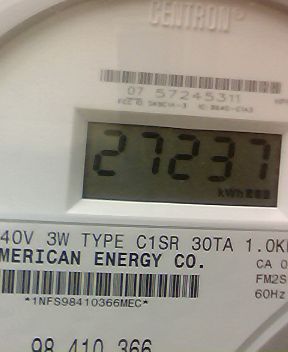 CENTRON®
07 57245311
27237
kWh
40V 3W TYPE C1SR 30TA 1.0K
MERICAN ENERGY CO.
CA 0
FM2S
60Hz
*1NFS98410366MEC*
98 410 366